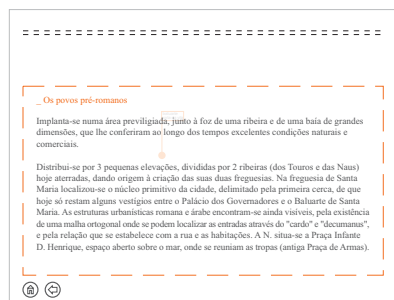 _ Os povos pré-romanos
Implanta-se numa área previligiada, junto à foz de uma ribeira e de uma baia de grandes
dimensões, que lhe conferiram ao longo dos tempos excelentes condições naturais e
comerciais.
Distribui-se por 3 pequenas elevações, divididas por 2 ribeiras (dos Touros e das Naus)
hoje aterradas, dando origem à criação das suas duas freguesias. Na freguesia de Santa
Maria localizou-se o núcleo primitivo da cidade, delimitado pela primeira cerca, de que
hoje só restam alguns vestígios entre o Palácio dos Governadores e o Baluarte de Santa
Maria. As estruturas urbanísticas romana e árabe encontram-se ainda visíveis, pela existência
de uma malha ortogonal onde se podem localizar as entradas através do "cardo" e "decumanus",
e pela relação que se estabelece com a rua e as habitações. A N. situa-se a Praça Infante
D. Henrique, espaço aberto sobre o mar, onde se reuniam as tropas (antiga Praça de Armas).